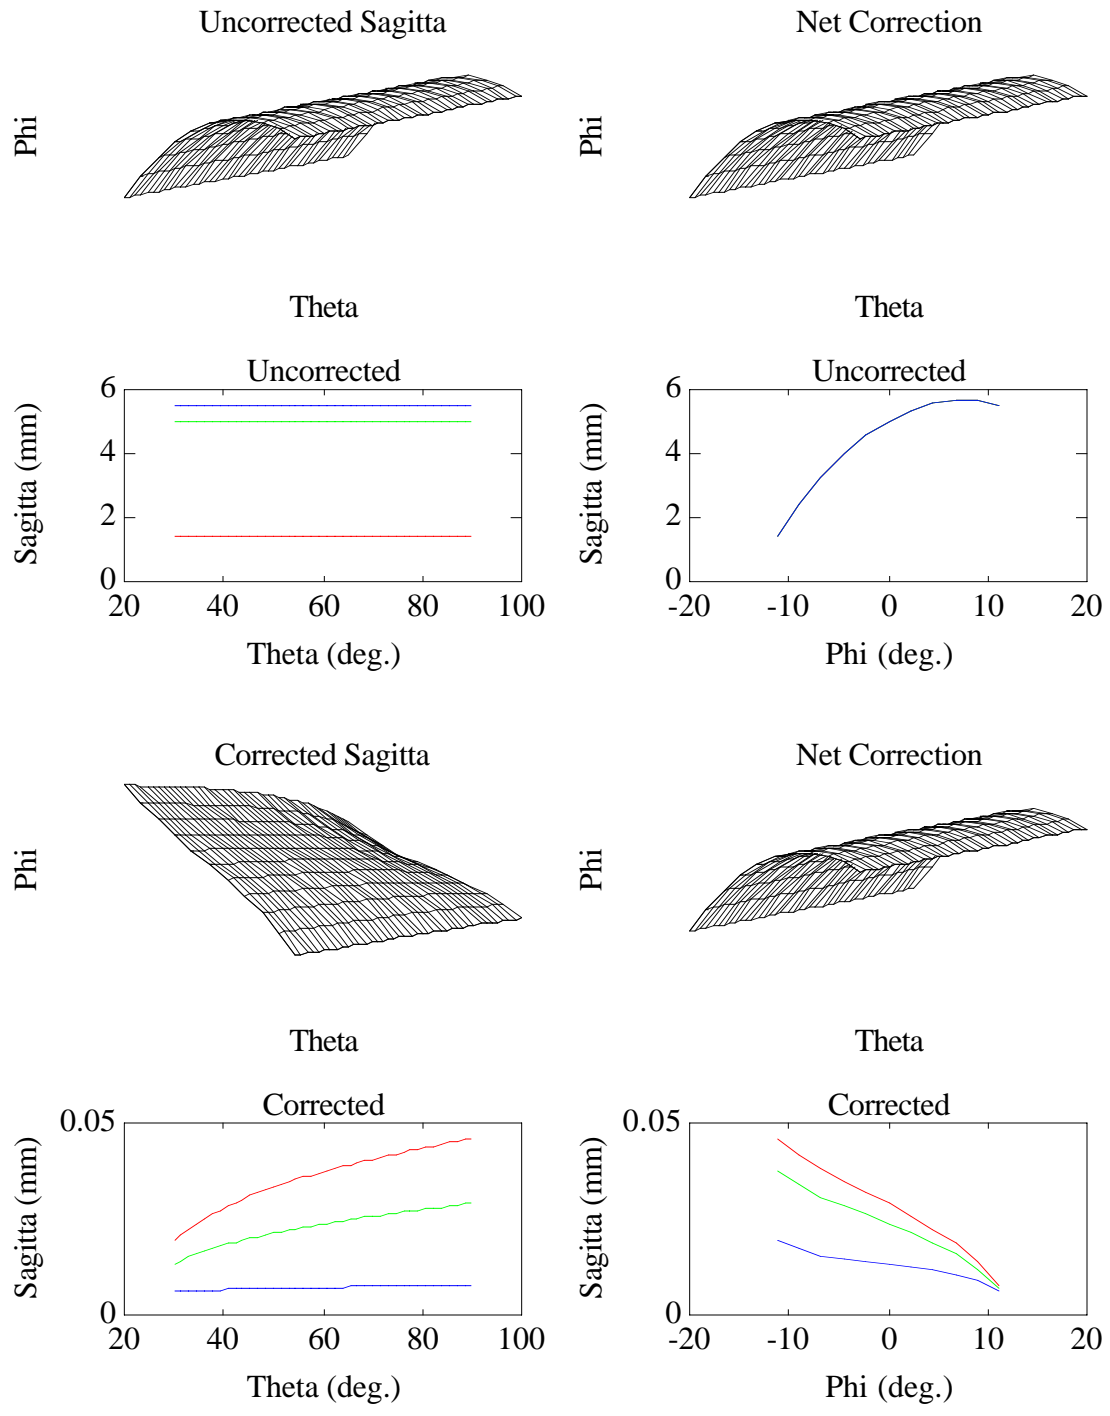 Uncorrected Sagitta
Net Correction
Phi
Phi
Theta
Theta
Uncorrected
Uncorrected
Sagitta (mm)
6
4
2
0
20 40 60 80 100
Theta (deg.)
Sagitta (mm)
6
4
2
0
-20 -10 0 10 20
Phi (deg.)
Corrected Sagitta
Net Correction
Phi
Phi
Theta
Theta
Corrected
Corrected
Sagitta (mm)
0.05
0
20 40 60 80 100
Theta (deg.)
Sagitta (mm)
0.05
0
-20 -10 0 10 20
Phi (deg.)